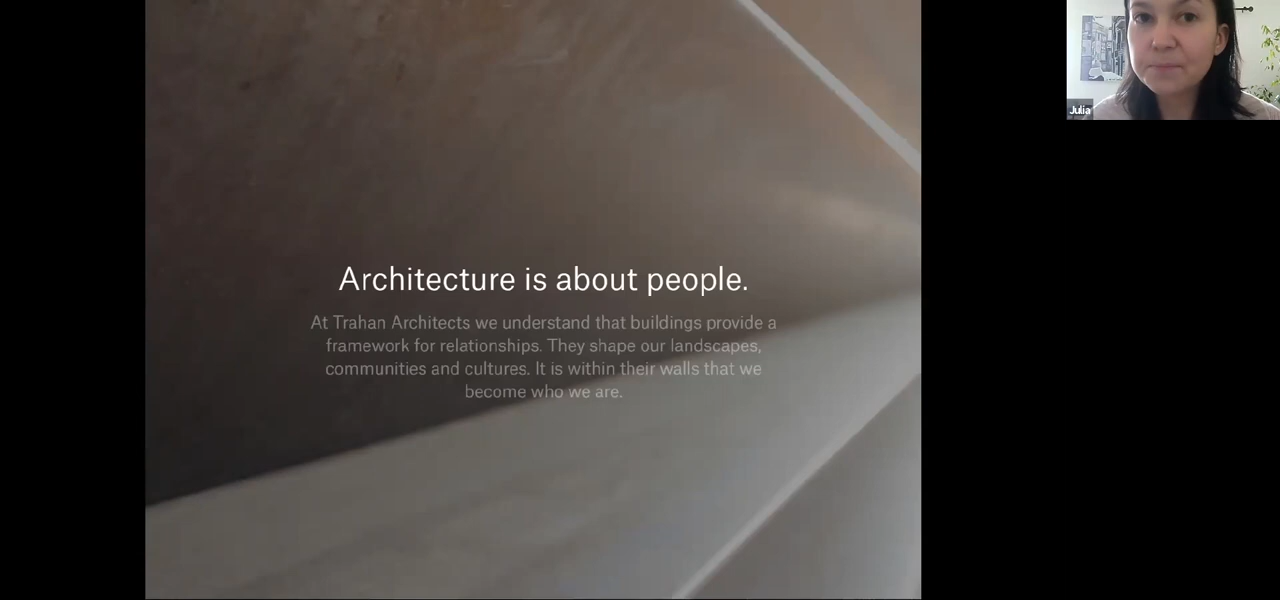 Architecture is about people.
At Trahan Architects we understand that buildings provide a
framework for relationships. They shape our landscapes,
communities and cultures. It is within their walls that we
become who we are.
Julia